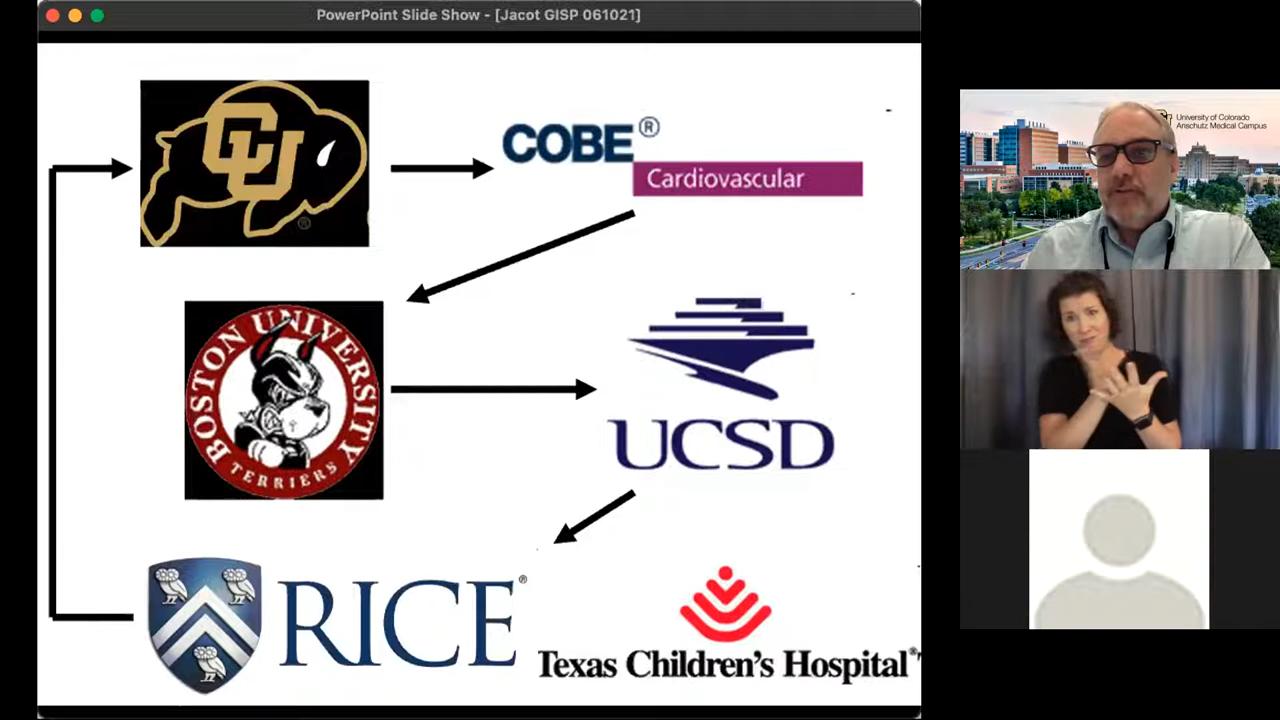 PowerPoint Slide Show - [Jacot GISP 061021]
CU
®
COBE®
Cardiovascular
BOSTON UNIVERSITY
TERRIERS
UCSD
RICE®
Texas Children's Hospital®
University of Colorado
Anschutz Medical Campus